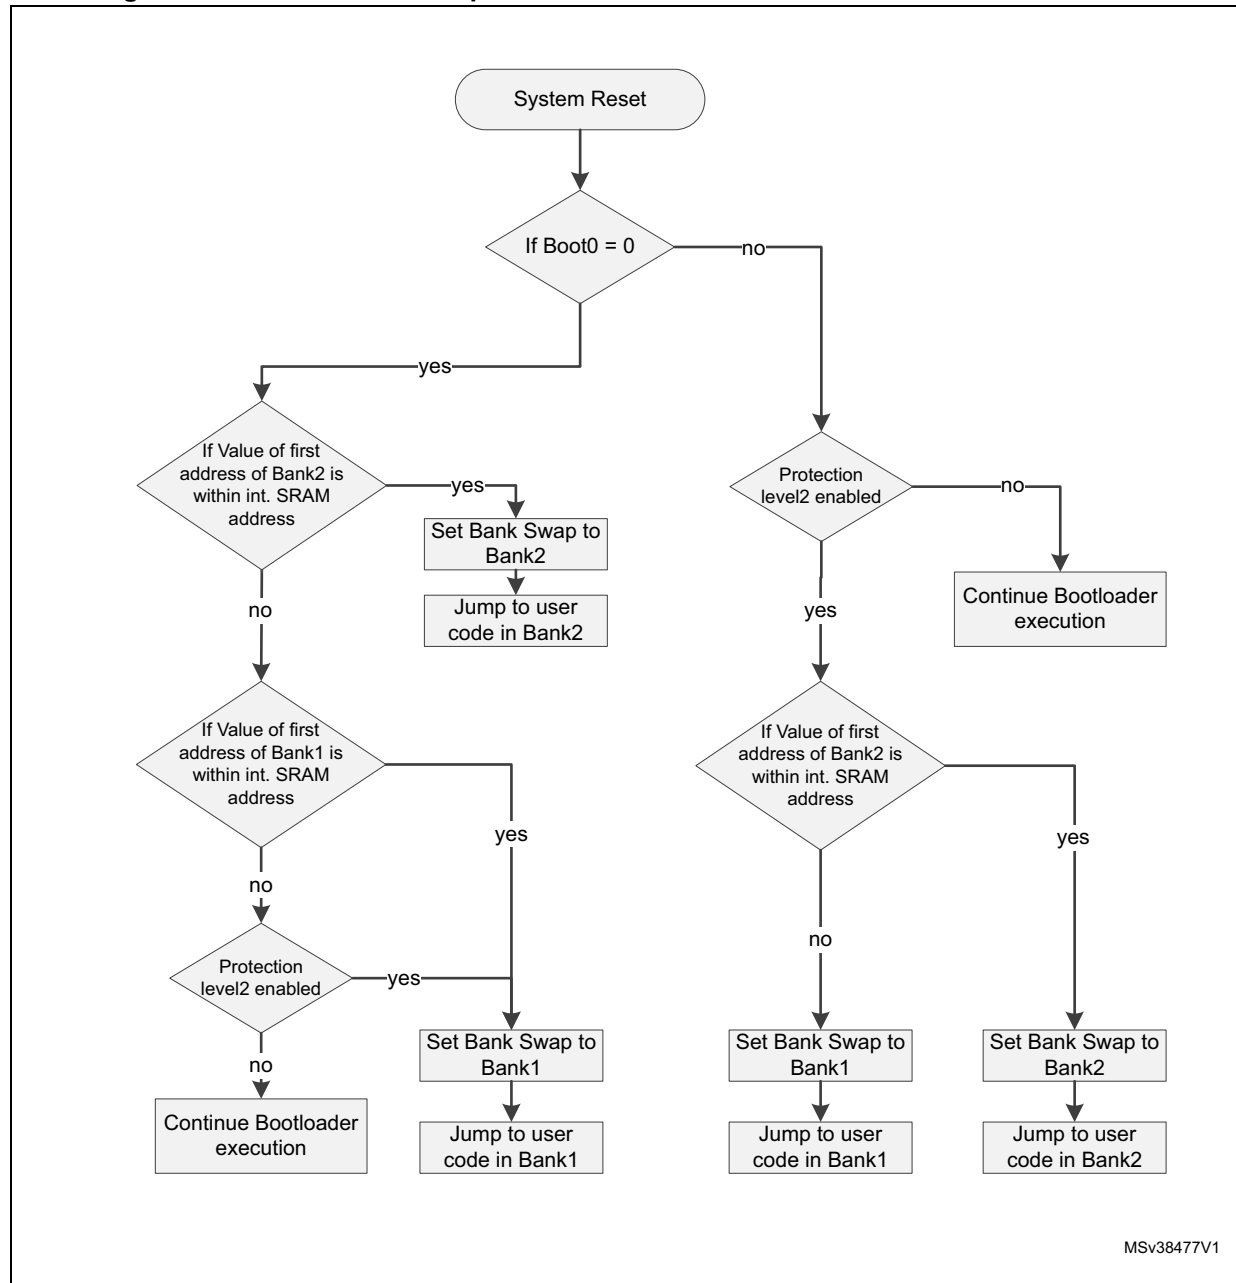 System Reset
If Boot0 = 0
no
yes
If Value of first
address of Bank2 is
within int. SRAM
address
yes
Set Bank Swap to
Bank2
Jump to user
code in Bank2
no
Protection
level2 enabled
no
Continue Bootloader
execution
yes
If Value of first
address of Bank1 is
within int. SRAM
address
yes
no
If Value of first
address of Bank2 is
within int. SRAM
address
yes
no
Protection
level2 enabled
yes
no
Continue Bootloader
execution
Set Bank Swap to
Bank1
Jump to user
code in Bank1
Set Bank Swap to
Bank1
Jump to user
code in Bank1
Set Bank Swap to
Bank2
Jump to user
code in Bank2
MSv38477V1